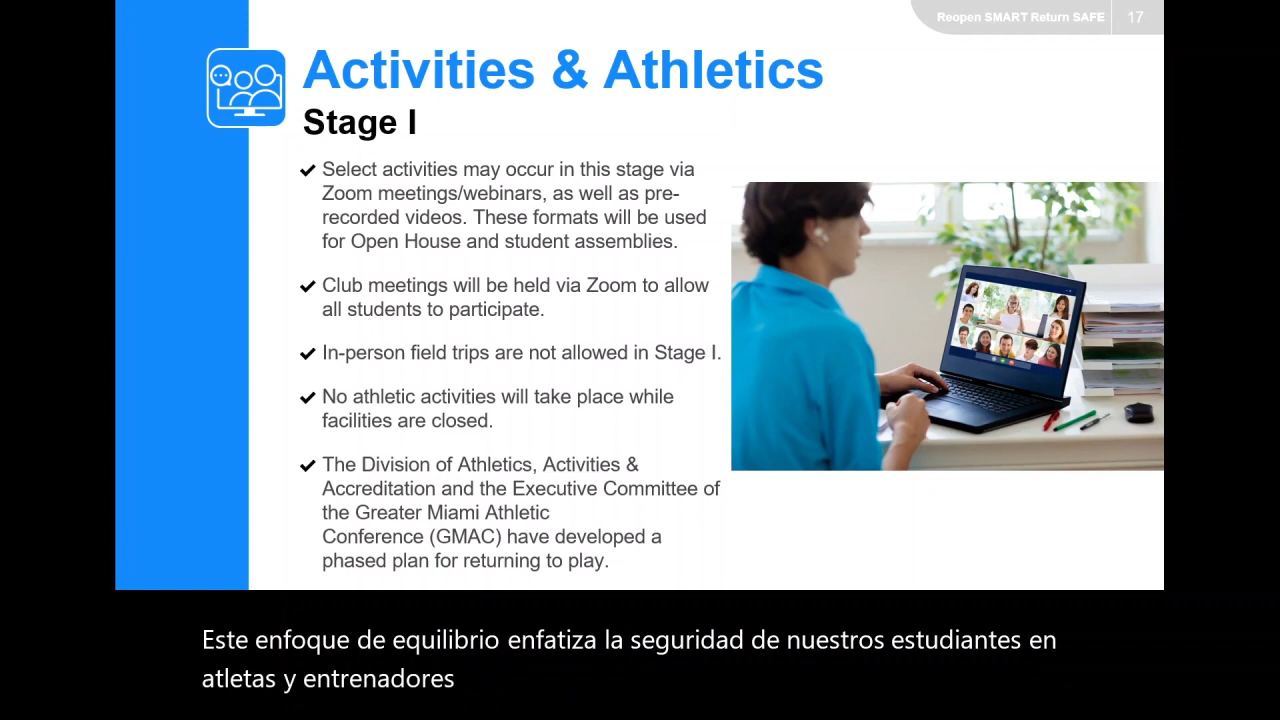 Reopen SMART Return SAFE 17
Activities & Athletics
Stage I
Select activities may occur in this stage via
Zoom meetings/webinars, as well as pre-
recorded videos. These formats will be used
for Open House and student assemblies.
Club meetings will be held via Zoom to allow
all students to participate.
In-person field trips are not allowed in Stage I.
No athletic activities will take place while
facilities are closed.
The Division of Athletics, Activities &
Accreditation and the Executive Committee of
the Greater Miami Athletic
Conference (GMAC) have developed a
phased plan for returning to play.
Este enfoque de equilibrio enfatiza la seguridad de nuestros estudiantes en
atletas y entrenadores